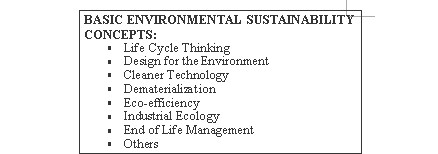 BASIC ENVIRONMENTAL SUSTAINABILITY
CONCEPTS:
▪ Life Cycle Thinking
▪ Design for the Environment
▪ Cleaner Technology
▪ Dematerialization
▪ Eco-efficiency
▪ Industrial Ecology
▪ End of Life Management
▪ Others